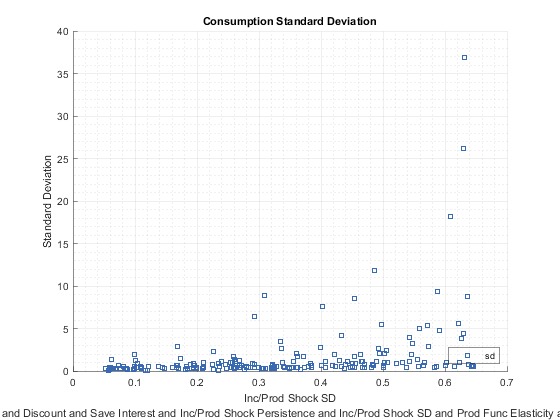 Consumption Standard Deviation
40
35
30
25
20
15
10
5
0
Standard Deviation
sd
0 0.1 0.2 0.3 0.4 0.5 0.6 0.7
Inc/Prod Shock SD
and Discount and Save Interest and Inc/Prod Shock Persistence and Inc/Prod Shock SD and Prod Func Elasticity